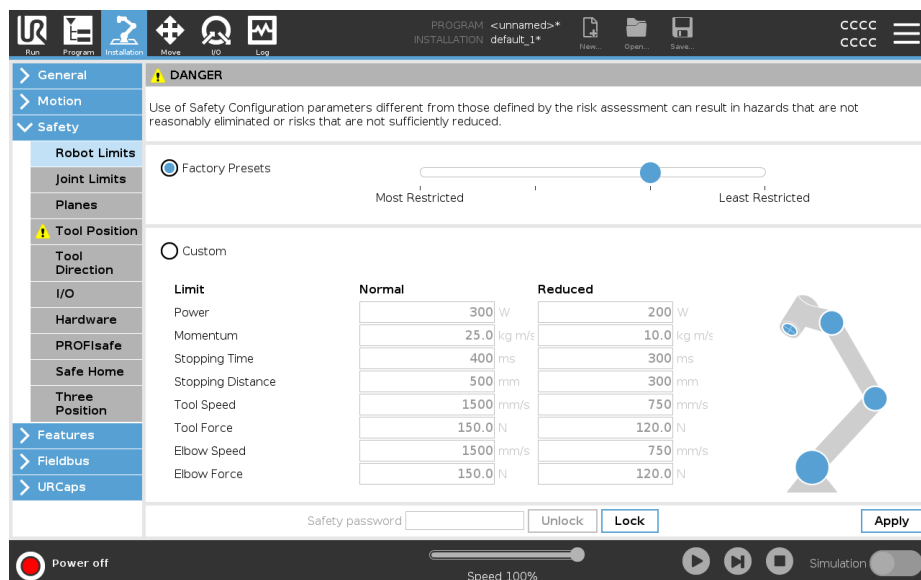 PROGRAM <unnamed>*
INSTALLATION default_1*
CCCC
CCCC
Run
Program
Installation
Move
I/O
Log
New...
Open...
Save...
General
Motion
Safety
Robot Limits
Joint Limits
Planes
Tool Position
Tool
Direction
I/O
Hardware
PROFIsafe
Safe Home
Three
Position
Features
Fieldbus
URCaps
DANGER
Use of Safety Configuration parameters different from those defined by the risk assessment can result in hazards that are not
reasonably eliminated or risks that are not sufficiently reduced.
Factory Presets
Most Restricted Least Restricted
Custom
Limit Normal Reduced
Power 300 W 200 W
Momentum 25.0 kg m/s 10.0 kg m/s
Stopping Time 400 ms 300 ms
Stopping Distance 500 mm 300 mm
Tool Speed 1500 mm/s 750 mm/s
Tool Force 150.0 N 120.0 N
Elbow Speed 1500 mm/s 750 mm/s
Elbow Force 150.0 N 120.0 N
Safety password Unlock Lock Apply
Power off
Speed 100%
Simulation